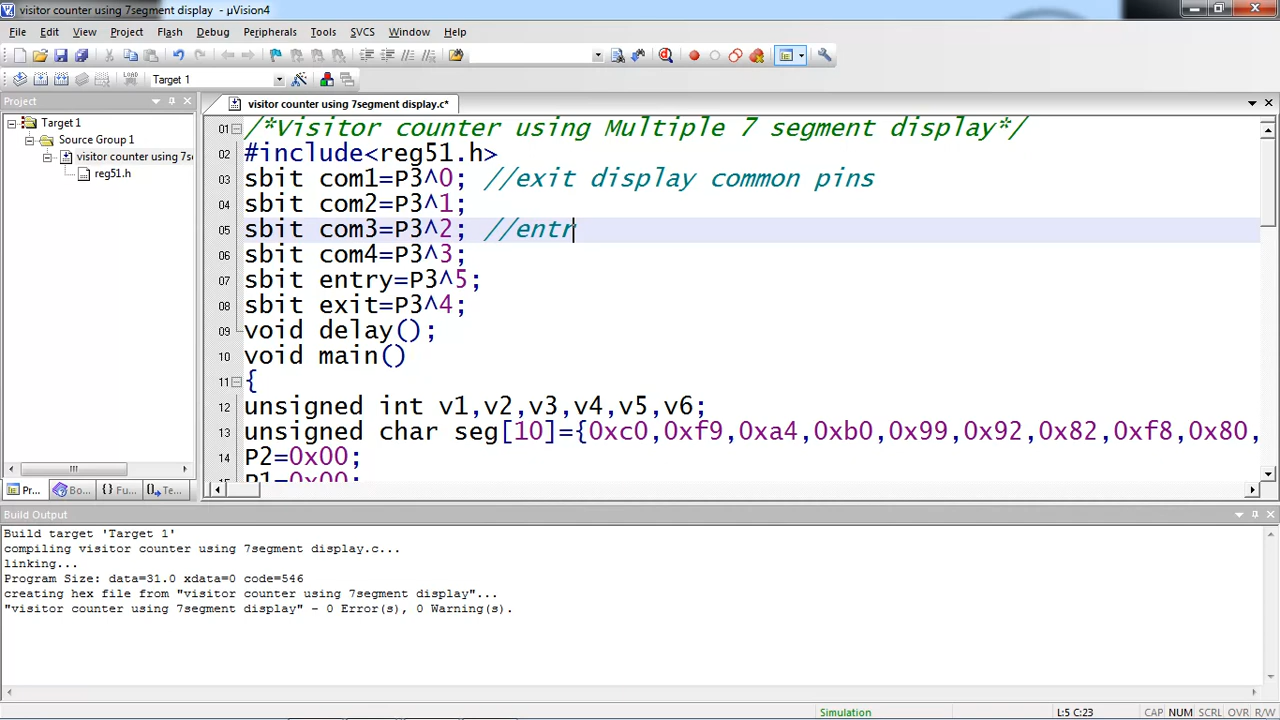 visitor counter using 7segment display - µVision4
File Edit View Project Flash Debug Peripherals Tools SVCS Window Help
LOAD Target 1
Project
visitor counter using 7segment display.c*
Target 1
Source Group 1
visitor counter using 7s
reg51.h
01 /*Visitor counter using Multiple 7 segment display*/
02 #include<reg51.h>
03 sbit com1=P3^0; //exit display common pins
04 sbit com2=P3^1;
05 sbit com3=P3^2; //entr
06 sbit com4=P3^3;
07 sbit entry=P3^5;
08 sbit exit=P3^4;
09 void delay();
10 void main()
11 {
12 unsigned int v1,v2,v3,v4,v5,v6;
13 unsigned char seg[10]={0xc0,0xf9,0xa4,0xb0,0x99,0x92,0x82,0xf8,0x80,
14 P2=0x00;
15 P1=0x00;
Pr... Bo... {} Fu... Te...
Build Output
Build target 'Target 1'
compiling visitor counter using 7segment display.c...
linking...
Program Size: data=31.0 xdata=0 code=546
creating hex file from "visitor counter using 7segment display"...
"visitor counter using 7segment display" - 0 Error(s), 0 Warning(s).
Simulation L:5 C:23 CAP NUM SCRL OVR R/W